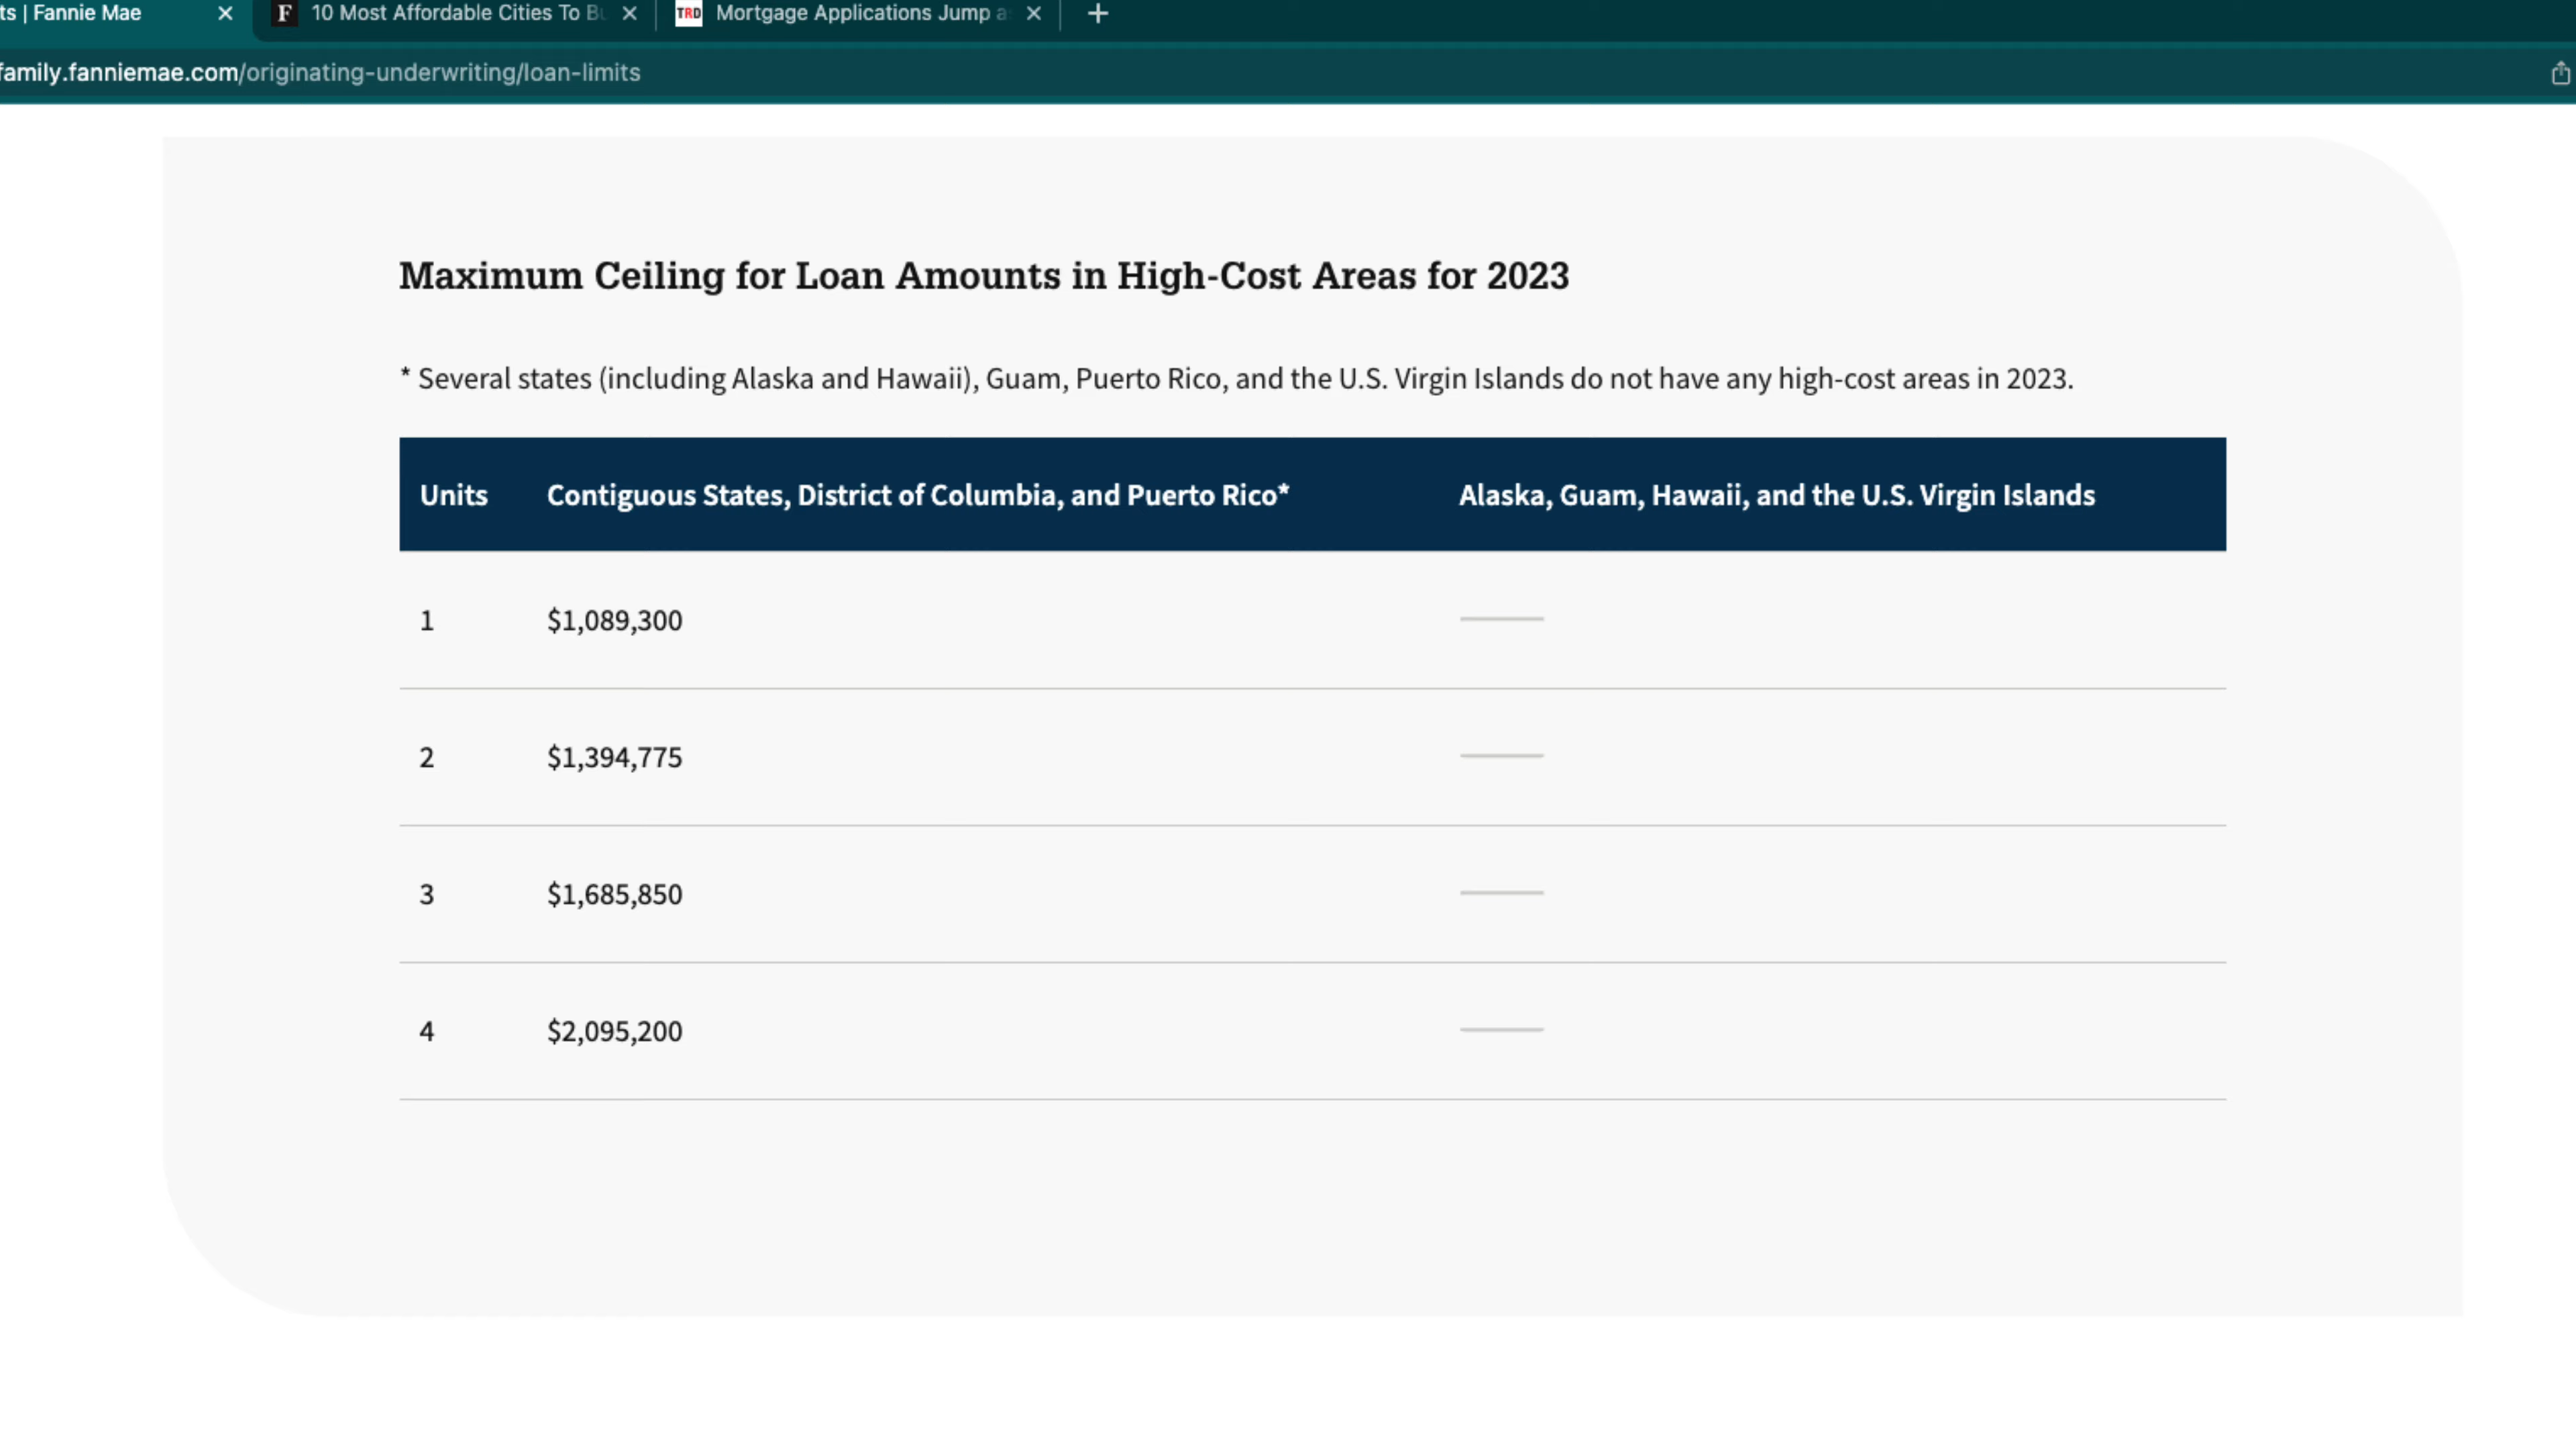 ts | Fannie Mae
F 10 Most Affordable Cities To
TRD Mortgage Applications Jump
family.fanniemae.com/originating-underwriting/loan-limits
Maximum Ceiling for Loan Amounts in High-Cost Areas for 2023
* Several states (including Alaska and Hawaii), Guam, Puerto Rico, and the U.S. Virgin Islands do not have any high-cost areas in 2023.
Units Contiguous States, District of Columbia, and Puerto Rico* Alaska, Guam, Hawaii, and the U.S. Virgin Islands
1 $1,089,300
2 $1,394,775
3 $1,685,850
4 $2,095,200